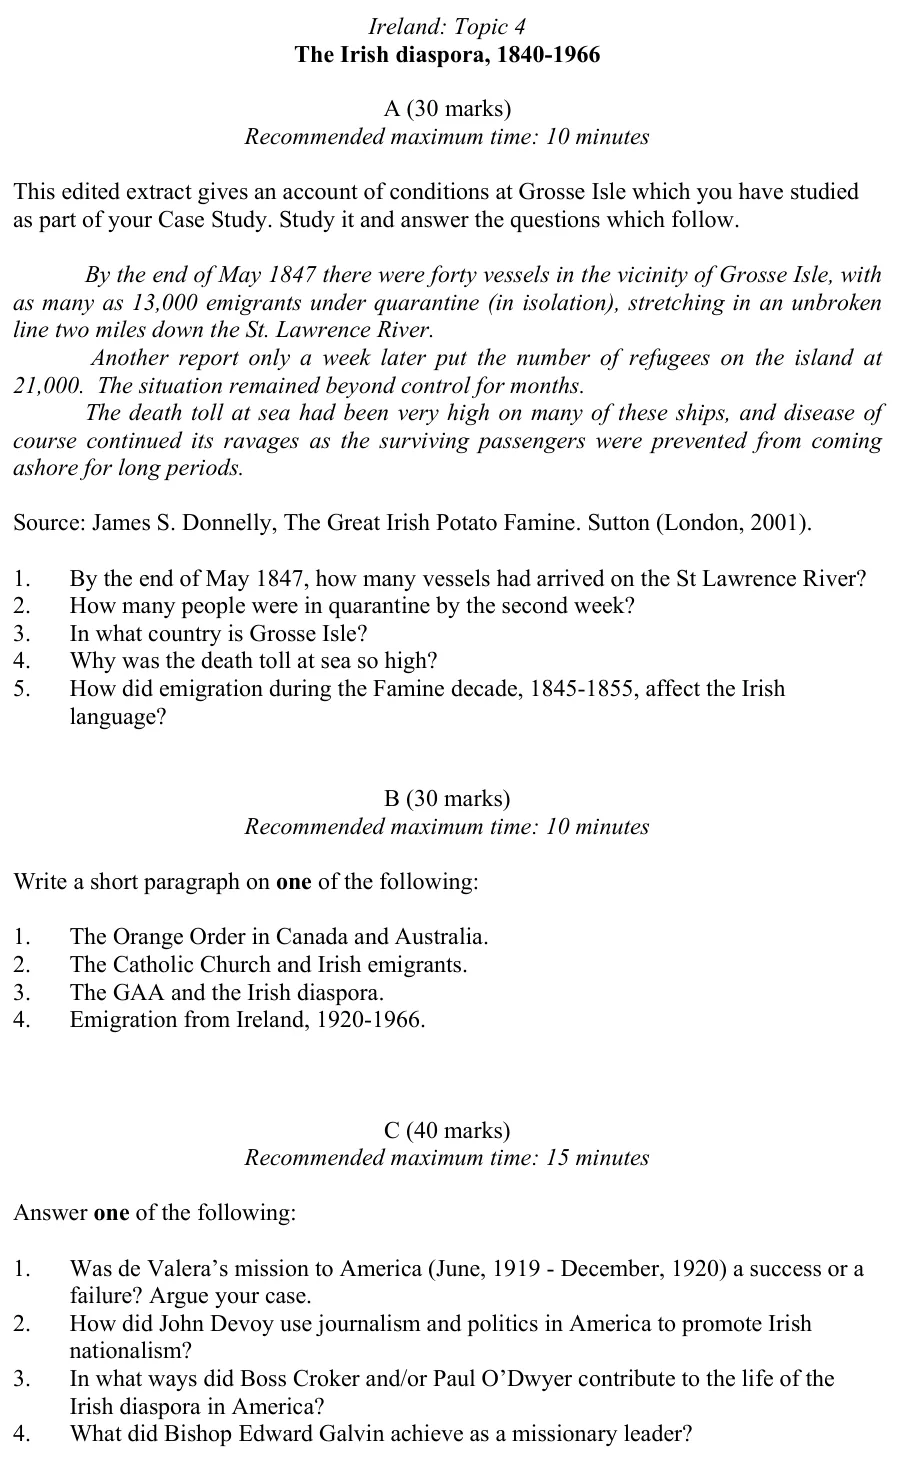 Ireland: Topic 4
The Irish diaspora, 1840-1966
A (30 marks)
Recommended maximum time: 10 minutes
This edited extract gives an account of conditions at Grosse Isle which you have studied
as part of your Case Study. Study it and answer the questions which follow.
By the end of May 1847 there were forty vessels in the vicinity of Grosse Isle, with
as many as 13,000 emigrants under quarantine (in isolation), stretching in an unbroken
line two miles down the St. Lawrence River.
Another report only a week later put the number of refugees on the island at
21,000. The situation remained beyond control for months.
The death toll at sea had been very high on many of these ships, and disease of
course continued its ravages as the surviving passengers were prevented from coming
ashore for long periods.
Source: James S. Donnelly, The Great Irish Potato Famine. Sutton (London, 2001).
1. By the end of May 1847, how many vessels had arrived on the St Lawrence River?
2. How many people were in quarantine by the second week?
3. In what country is Grosse Isle?
4. Why was the death toll at sea so high?
5. How did emigration during the Famine decade, 1845-1855, affect the Irish
language?
B (30 marks)
Recommended maximum time: 10 minutes
Write a short paragraph on one of the following:
1. The Orange Order in Canada and Australia.
2. The Catholic Church and Irish emigrants.
3. The GAA and the Irish diaspora.
4. Emigration from Ireland, 1920-1966.
C (40 marks)
Recommended maximum time: 15 minutes
Answer one of the following:
1. Was de Valera’s mission to America (June, 1919 - December, 1920) a success or a
failure? Argue your case.
2. How did John Devoy use journalism and politics in America to promote Irish
nationalism?
3. In what ways did Boss Croker and/or Paul O’Dwyer contribute to the life of the
Irish diaspora in America?
4. What did Bishop Edward Galvin achieve as a missionary leader?